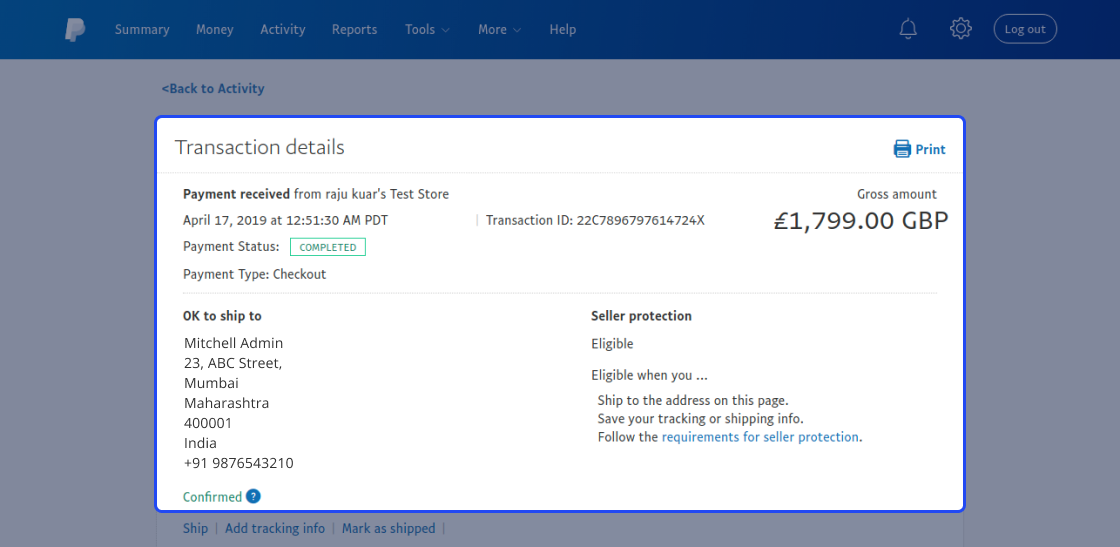 Summary Money Activity Reports Tools More Help Log out
<Back to Activity
Transaction details
Print
Payment received from raju kuar's Test Store
Gross amount
April 17, 2019 at 12:51:30 AM PDT | Transaction ID: 22C7896797614724X
£1,799.00 GBP
Payment Status: COMPLETED
Payment Type: Checkout
OK to ship to
Mitchell Admin
23, ABC Street,
Mumbai
Maharashtra
400001
India
+91 9876543210
Confirmed ?
Seller protection
Eligible
Eligible when you ...
Ship to the address on this page.
Save your tracking or shipping info.
Follow the requirements for seller protection.
Ship | Add tracking info | Mark as shipped |